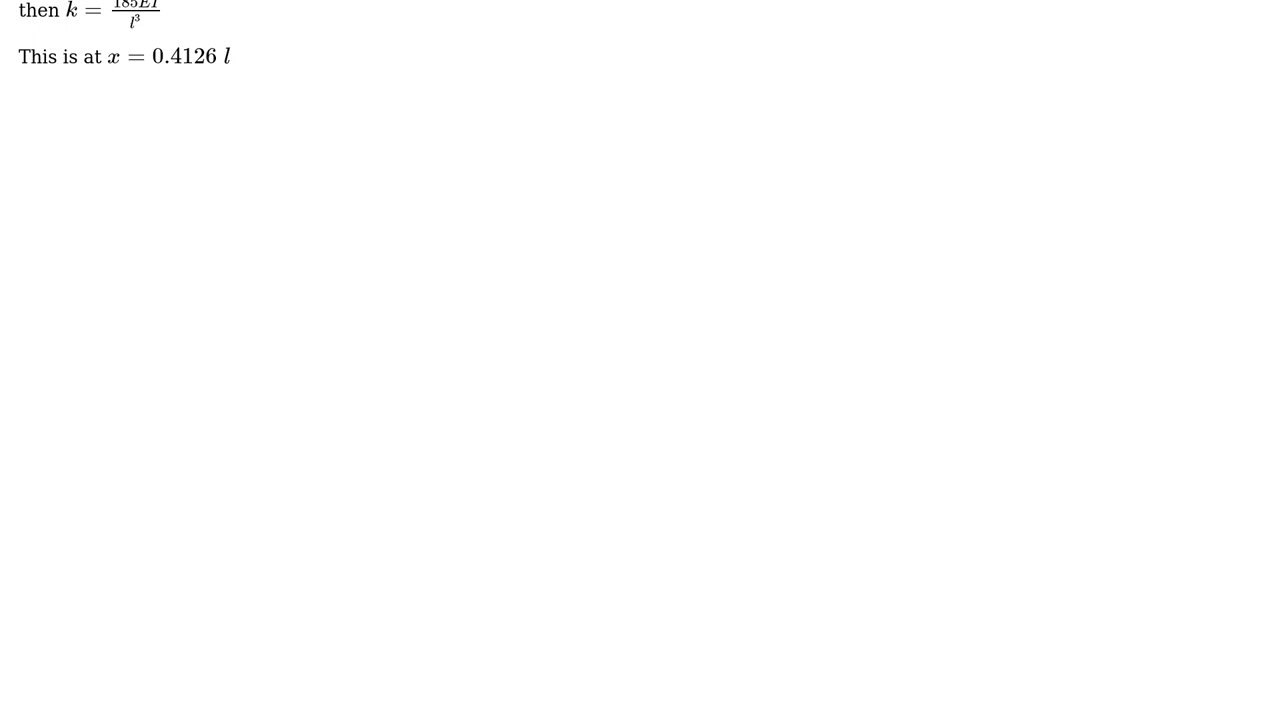 then k = 185EI / l³
This is at x = 0.4126 l